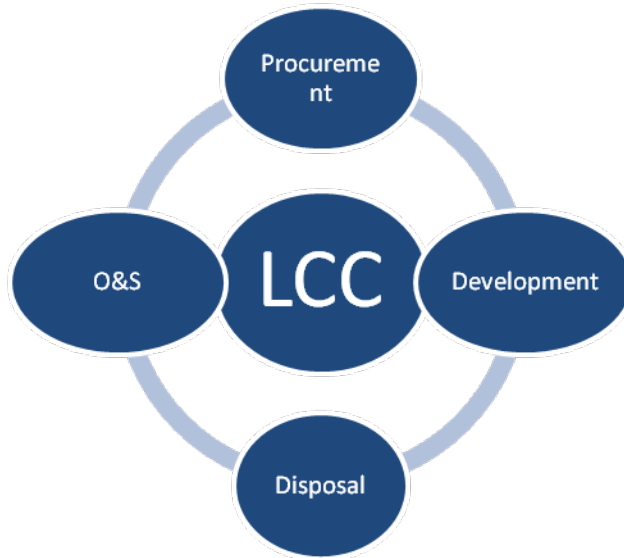 Procureme
nt
O&S
LCC
Development
Disposal